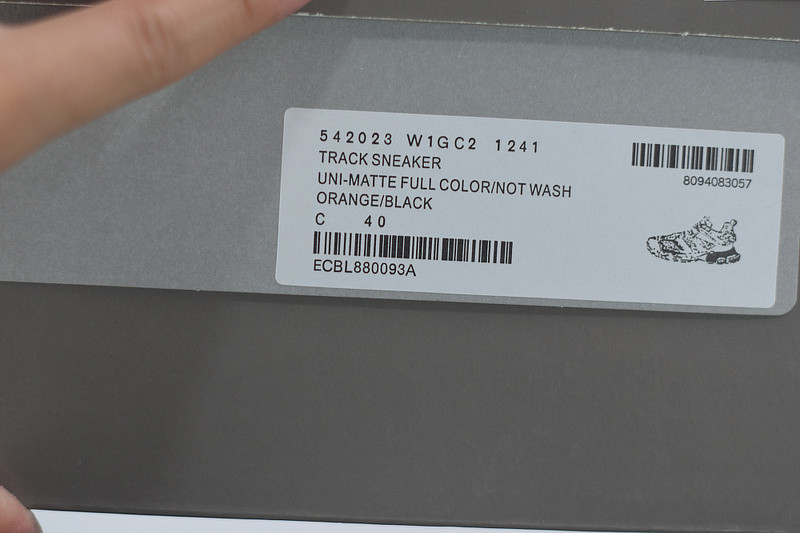 542023 W1GC2 1241
TRACK SNEAKER
UNI-MATTE FULL COLOR/NOT WASH
ORANGE/BLACK
C 40
ECBL880093A
8094083057